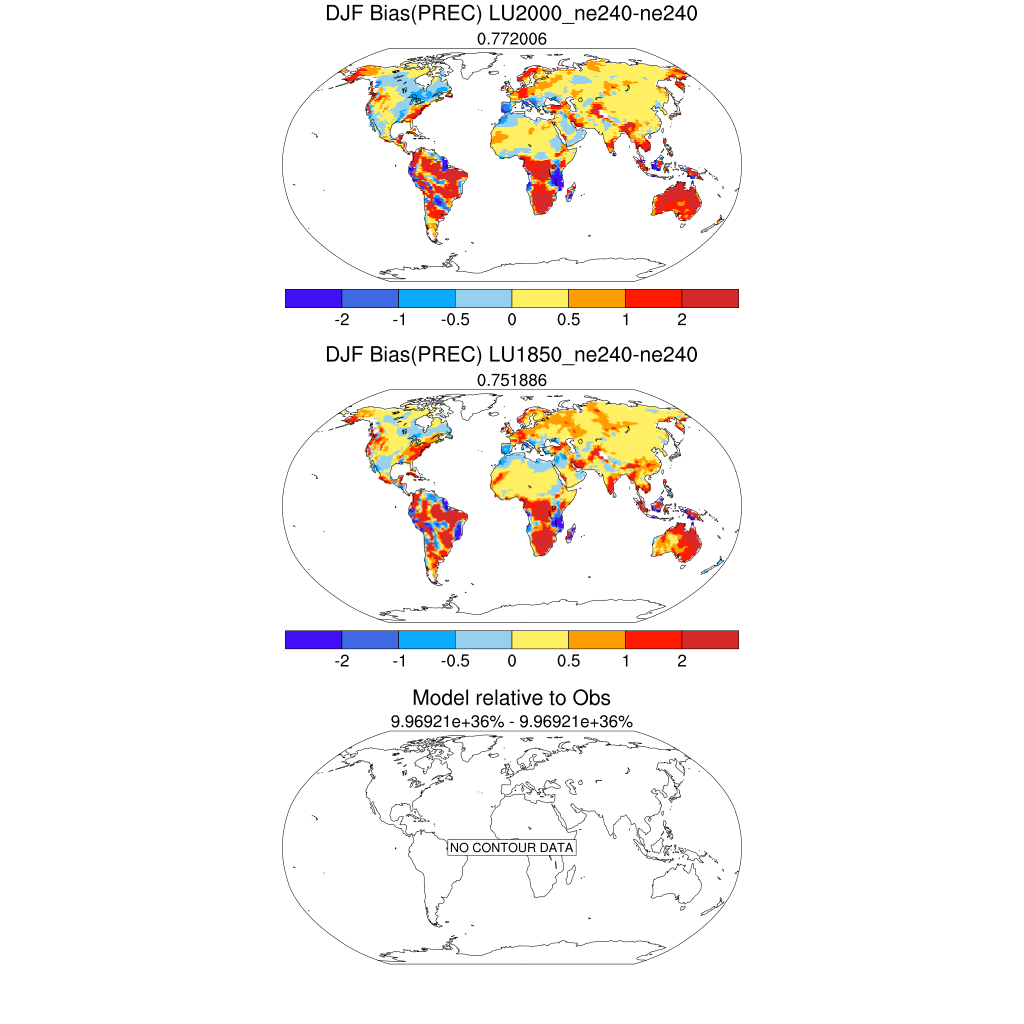 DJF Bias(PREC) LU2000_ne240-ne240
0.772006
-2 -1 -0.5 0 0.5 1 2
DJF Bias(PREC) LU1850_ne240-ne240
0.751886
-2 -1 -0.5 0 0.5 1 2
Model relative to Obs
9.96921e+36% - 9.96921e+36%
NO CONTOUR DATA